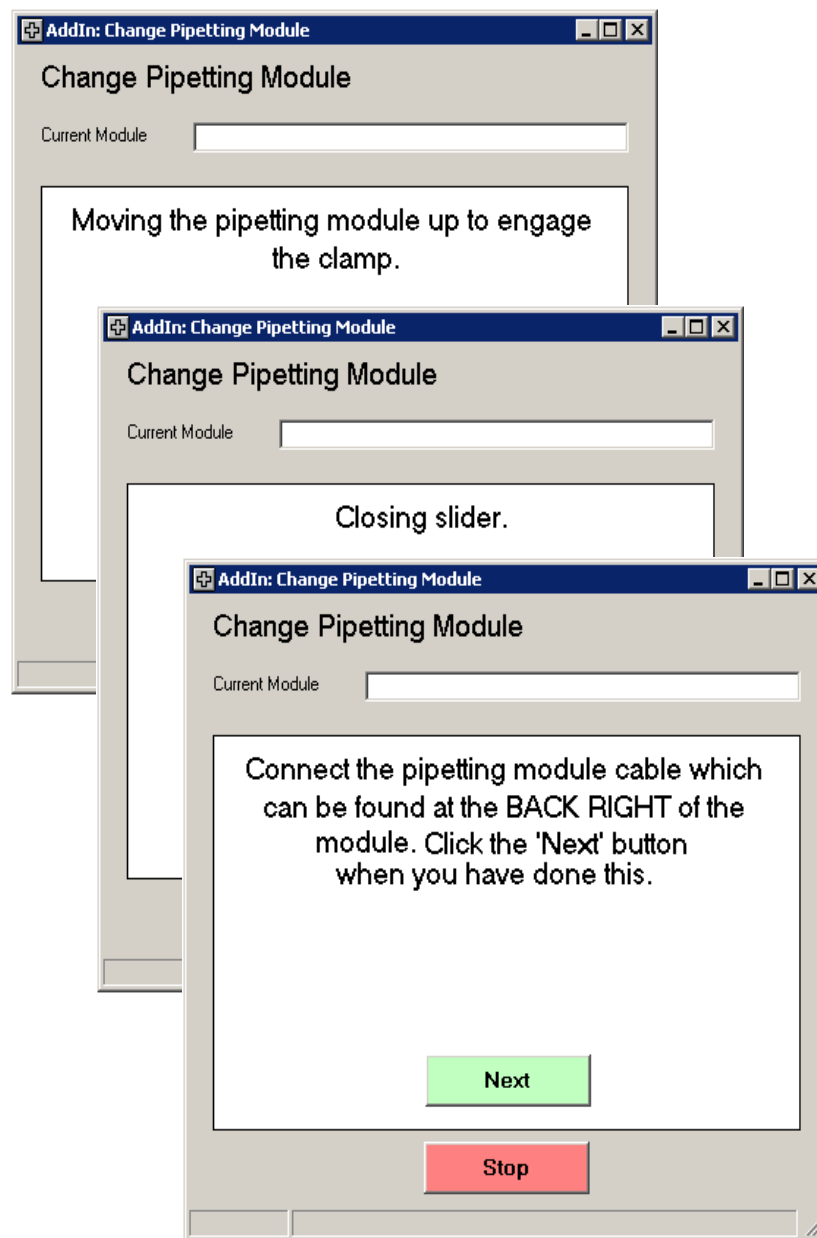 AddIn: Change Pipetting Module
Change Pipetting Module
Current Module
Moving the pipetting module up to engage
the clamp.
AddIn: Change Pipetting Module
Change Pipetting Module
Current Module
Closing slider.
AddIn: Change Pipetting Module
Change Pipetting Module
Current Module
Connect the pipetting module cable which
can be found at the BACK RIGHT of the
module. Click the 'Next' button
when you have done this.
Next
Stop